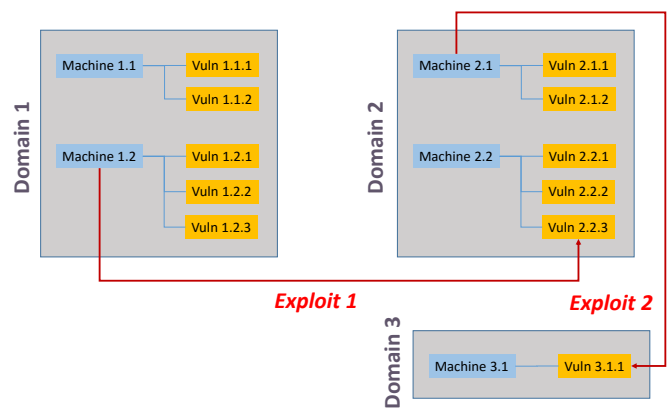 Domain 1
Machine 1.1
Vuln 1.1.1
Vuln 1.1.2
Machine 1.2
Vuln 1.2.1
Vuln 1.2.2
Vuln 1.2.3
Domain 2
Machine 2.1
Vuln 2.1.1
Vuln 2.1.2
Machine 2.2
Vuln 2.2.1
Vuln 2.2.2
Vuln 2.2.3
Exploit 1
Exploit 2
Domain 3
Machine 3.1
Vuln 3.1.1